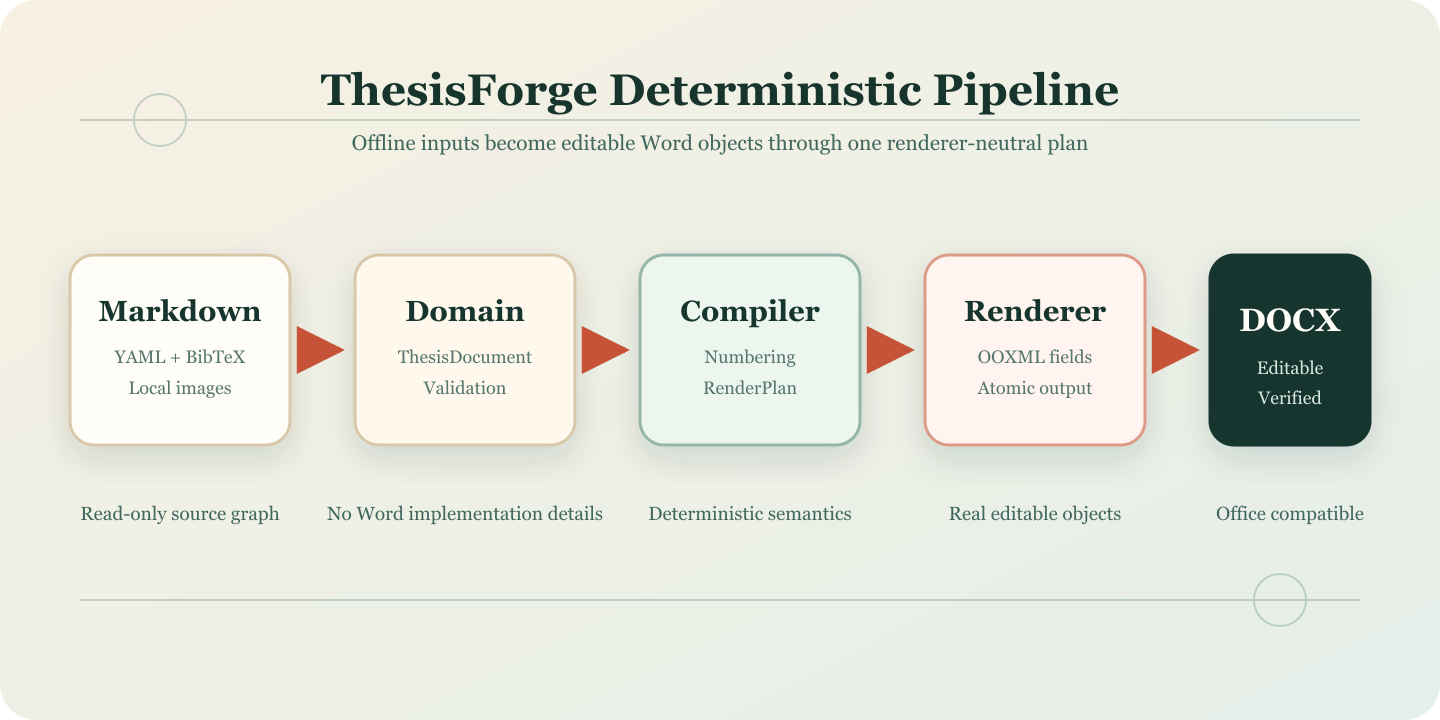 ThesisForge Deterministic Pipeline
Offline inputs become editable Word objects through one renderer-neutral plan
Markdown
YAML + BibTeX
Local images
Domain
ThesisDocument
Validation
Compiler
Numbering
RenderPlan
Renderer
OOXML fields
Atomic output
DOCX
Editable
Verified
Read-only source graph
No Word implementation details
Deterministic semantics
Real editable objects
Office compatible